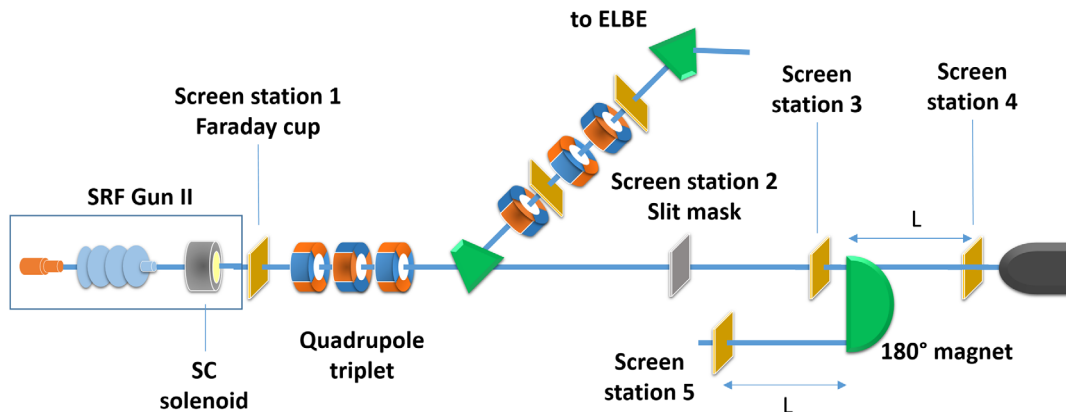 to ELBE
Screen
station 1
Faraday cup
Screen
station 3
Screen
station 4
SRF Gun II
Screen station 2
Slit mask
L
SC
solenoid
Quadrupole
triplet
Screen
station 5
180° magnet
L